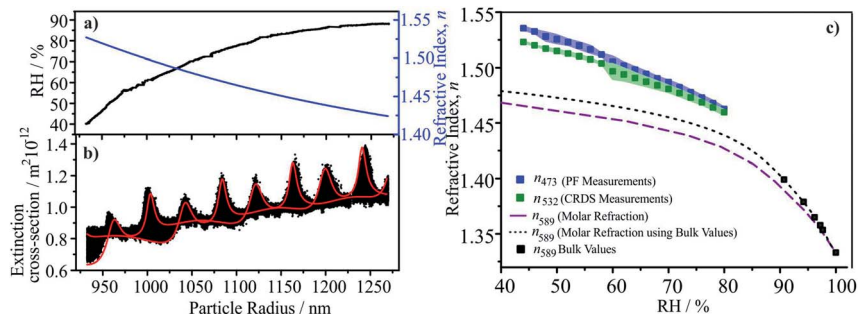 a)
90
80
70
60
50
40
RH / %
1.55
1.50
1.45
1.40
Refractive Index, n
b)
1.4
1.2
1.0
0.8
0.6
Extinction
cross-section / m² 10⁻¹²
950 1000 1050 1100 1150 1200 1250
Particle Radius / nm
c)
1.55
1.50
1.45
1.40
1.35
Refractive Index, n
n473 (PF Measurements)
n532 (CRDS Measurements)
n589 (Molar Refraction)
n589 (Molar Refraction using Bulk Values)
n589 Bulk Values
40 50 60 70 80 90 100
RH / %